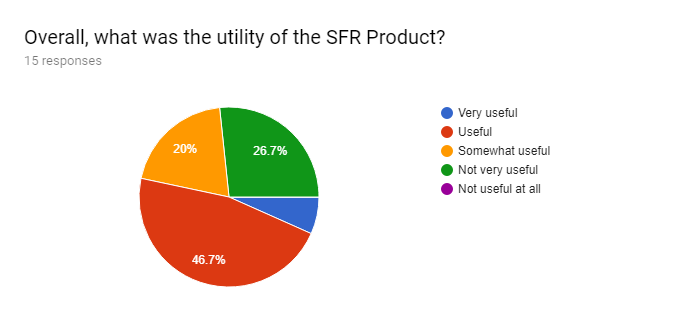 Overall, what was the utility of the SFR Product?
15 responses
Very useful
Useful
Somewhat useful
Not very useful
Not useful at all
20%
26.7%
46.7%